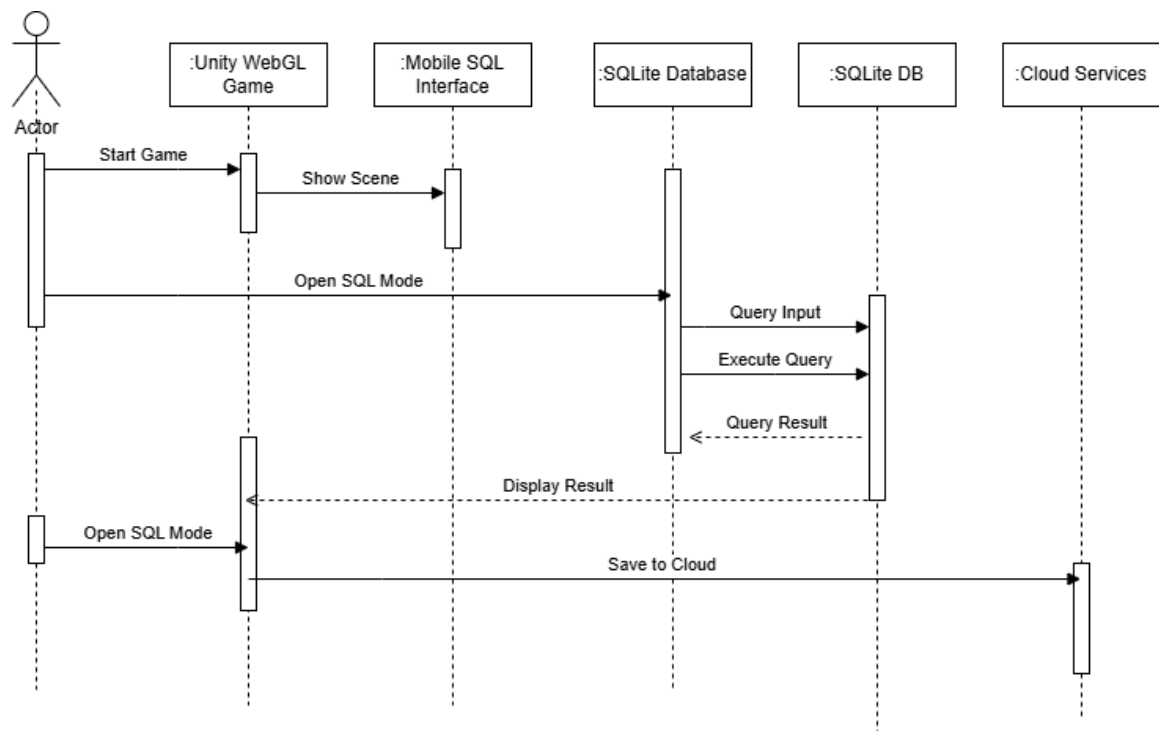 :Unity WebGL
Game
:Mobile SQL
Interface
:SQLite Database
:SQLite DB
:Cloud Services
Actor
Start Game
Show Scene
Open SQL Mode
Query Input
Execute Query
Query Result
Display Result
Open SQL Mode
Save to Cloud